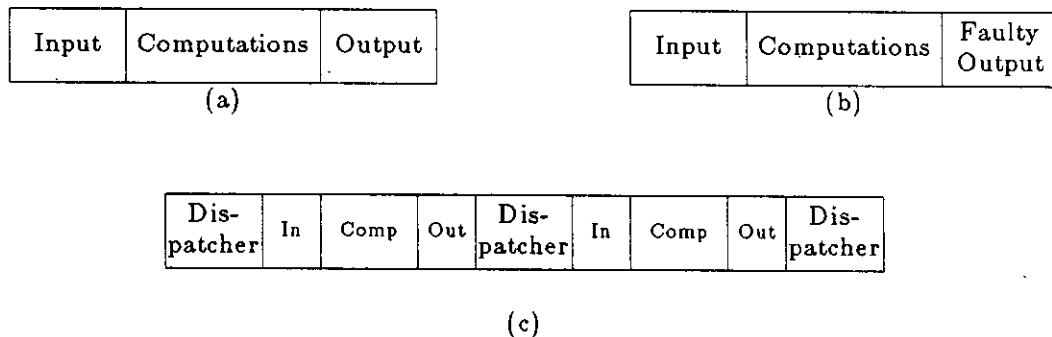 Input Computations Output
(a)
Input Computations Faulty
Output
(b)
Dis-
patcher In Comp Out Dis-
patcher In Comp Out Dis-
patcher
(c)